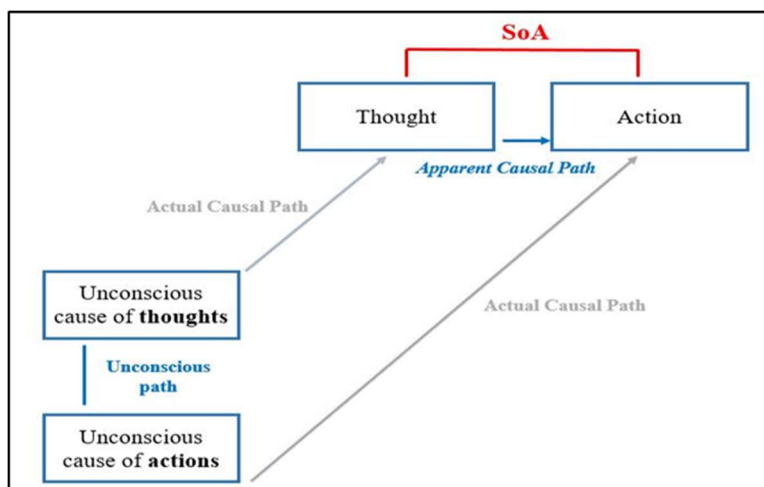 SoA
Thought
Action
Apparent Causal Path
Actual Causal Path
Unconscious
cause of thoughts
Actual Causal Path
Unconscious
path
Unconscious
cause of actions